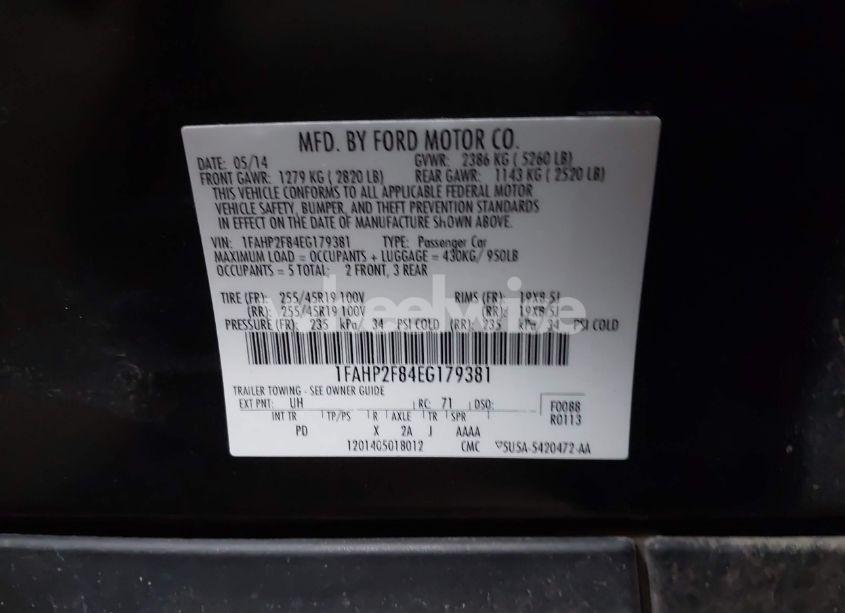 MFD. BY FORD MOTOR CO.
DATE: 05/14 GVWR: 2386 KG ( 5260 LB)
FRONT GAWR: 1279 KG ( 2820 LB) REAR GAWR: 1143 KG ( 2520 LB)
THIS VEHICLE CONFORMS TO ALL APPLICABLE FEDERAL MOTOR
VEHICLE SAFETY, BUMPER, AND THEFT PREVENTION STANDARDS
IN EFFECT ON THE DATE OF MANUFACTURE SHOWN ABOVE.
VIN: 1FAHP2F84EG179381 TYPE: Passenger Car
MAXIMUM LOAD = OCCUPANTS + LUGGAGE = 430KG/ 950LB
OCCUPANTS = 5 TOTAL: 2 FRONT, 3 REAR
TIRE (FR): 255/45R19 100V RIMS (FR): 19X8.5J
(RR): 255/45R19 100V (RR): 19X8.5J
PRESSURE (FR): 235 kPa/ 34 PSI COLD (RR): 235 kPa/ 34 PSI COLD
wheelwise
1FAHP2F84EG179381
TRAILER TOWING - SEE OWNER GUIDE
EXT PNT: UH RC: 71 DSO: F0088
INT TR TP/PS R AXLE TR SPR R0113
PD X 2A J AAAA
12014G5018012 CMC 5U5A-5420472-AA